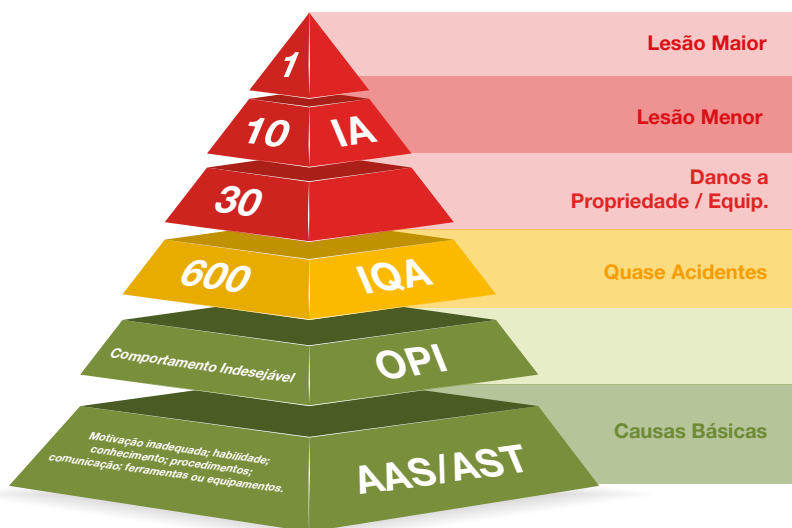 1
Lesão Maior
10
IA
Lesão Menor
30
Danos a
Propriedade / Equip.
600
IQA
Quase Acidentes
Comportamento Indesejável
OPI
Motivação inadequada; habilidade;
conhecimento; procedimentos;
comunicação; ferramentas ou equipamentos.
AAS/AST
Causas Básicas